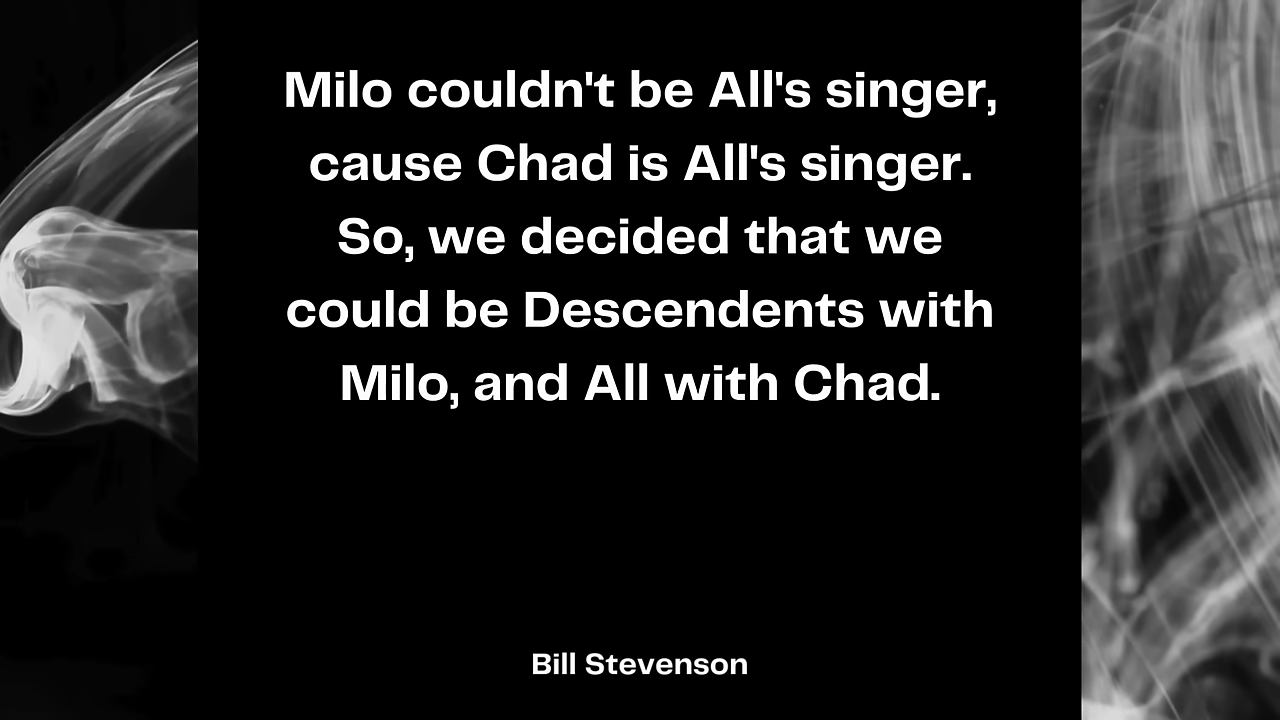 Milo couldn't be All's singer,
cause Chad is All's singer.
So, we decided that we
could be Descendents with
Milo, and All with Chad.
Bill Stevenson